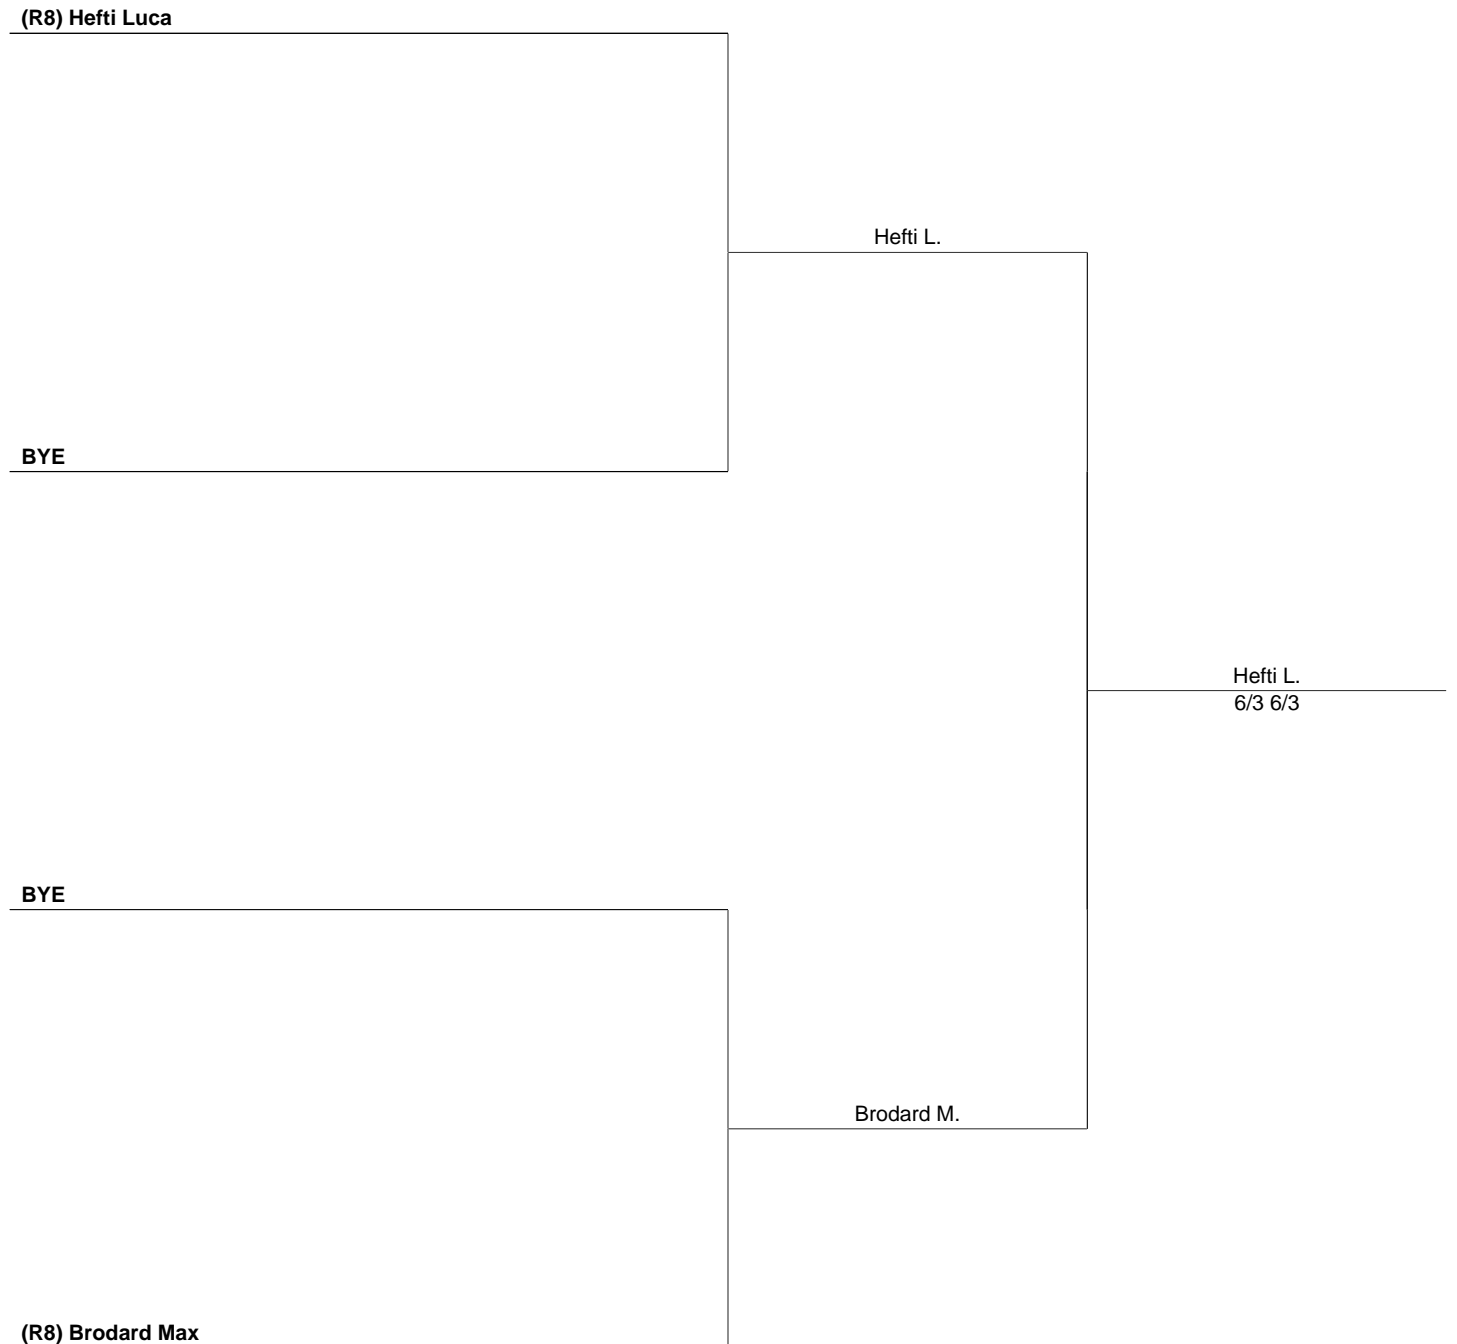 (R8) Hefti Luca
Hefti L.
BYE
Hefti L.
6/3 6/3
BYE
Brodard M.
(R8) Brodard Max